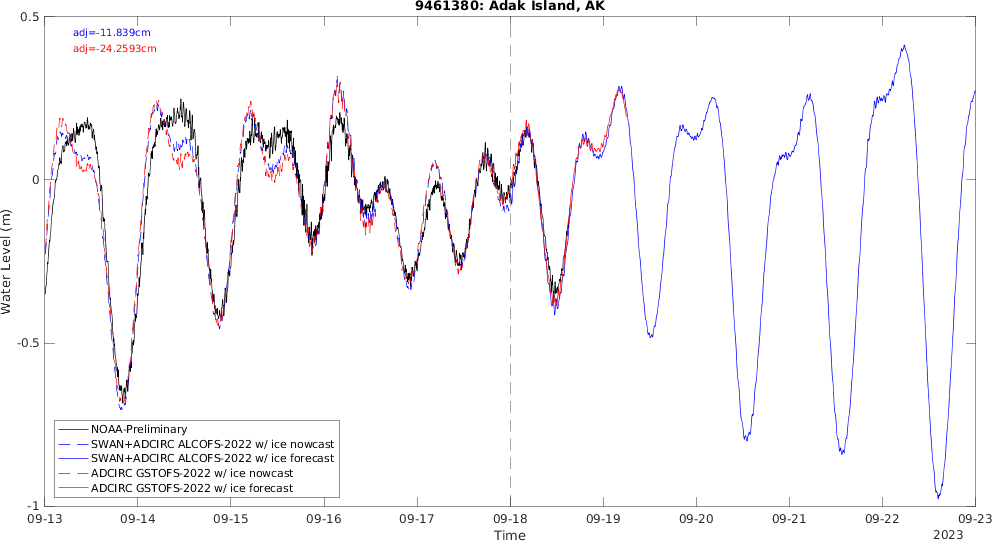 9461380: Adak Island, AK
0.5
adj=-11.839cm
adj=-24.2593cm
0
Water Level (m)
-0.5
NOAA-Preliminary
SWAN+ADCIRC ALCOFS-2022 w/ ice nowcast
SWAN+ADCIRC ALCOFS-2022 w/ ice forecast
ADCIRC GSTOFS-2022 w/ ice nowcast
ADCIRC GSTOFS-2022 w/ ice forecast
-1
09-13 09-14 09-15 09-16 09-17 09-18 09-19 09-20 09-21 09-22 09-23
Time
2023